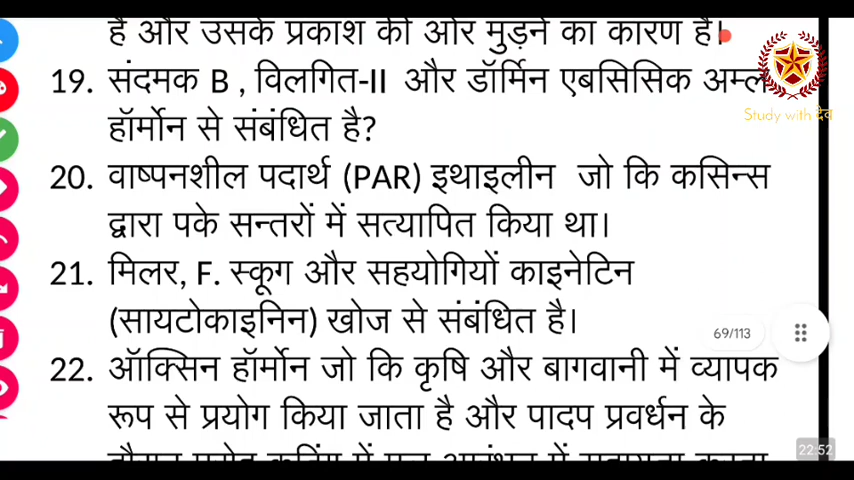 है और उसके प्रकाश की ओर मुड़ने का कारण है।
19. संदमक B , विलगित-II और डॉर्मिन एबसिसिक अम्ल
Study with देव
हॉर्मोन से संबंधित है?
20. वाष्पनशील पदार्थ (PAR) इथाइलीन जो कि कसिन्स
द्वारा पके सन्तरों में सत्यापित किया था।
21. मिलर, F. स्कूग और सहयोगियों काइनेटिन
(सायटोकाइनिन) खोज से संबंधित है।
69/113
22. ऑक्सिन हॉर्मोन जो कि कृषि और बागवानी में व्यापक
रूप से प्रयोग किया जाता है और पादप प्रवर्धन के
22:52